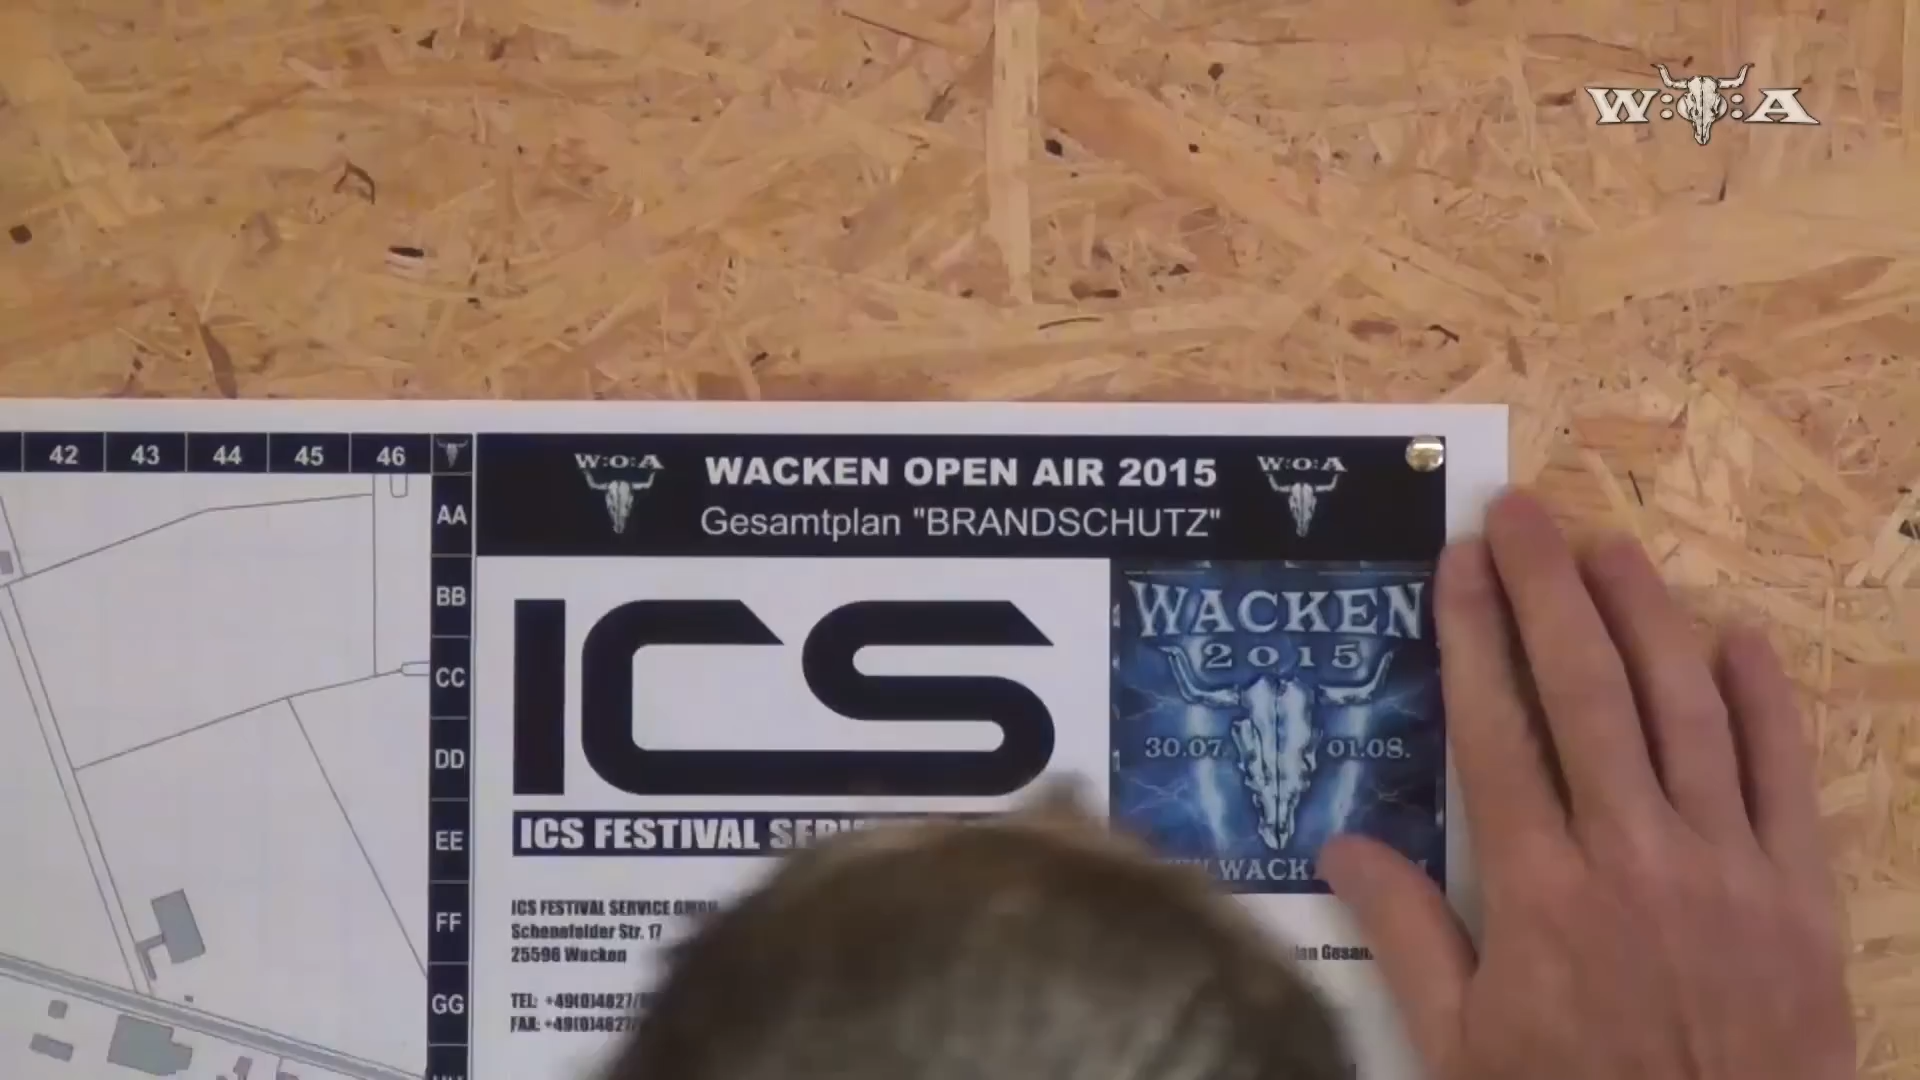 W:O:A
42 43 44 45 46
W:O:A WACKEN OPEN AIR 2015 W:O:A
Gesamtplan "BRANDSCHUTZ"
AA
BB
CC
DD
EE
FF
GG
ICS
ICS FESTIVAL
ICS FESTIVAL SERVICE
Schenefelder Str. 17
25596 Wacken
TEL: +49(0)4827/
FAX: +49(0)4827/
WACKEN
2015
30.07. 01.08.